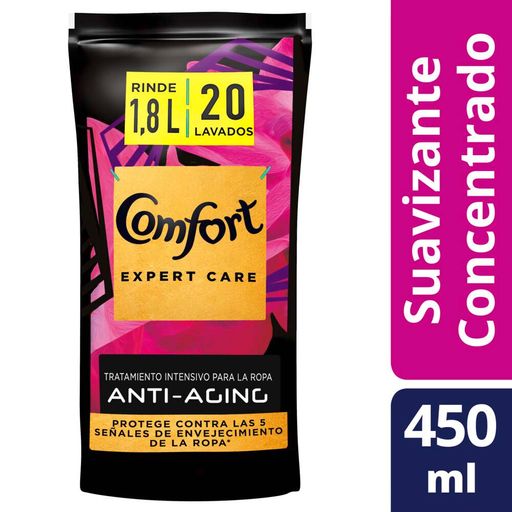 RINDE
1,8 L
20
LAVADOS
Comfort
EXPERT CARE
TRATAMIENTO INTENSIVO PARA LA ROPA
ANTI-AGING
PROTEGE CONTRA LAS 5
SEÑALES DE ENVEJECIMIENTO
DE LA ROPA*
Suavizante
Concentrado
450
ml